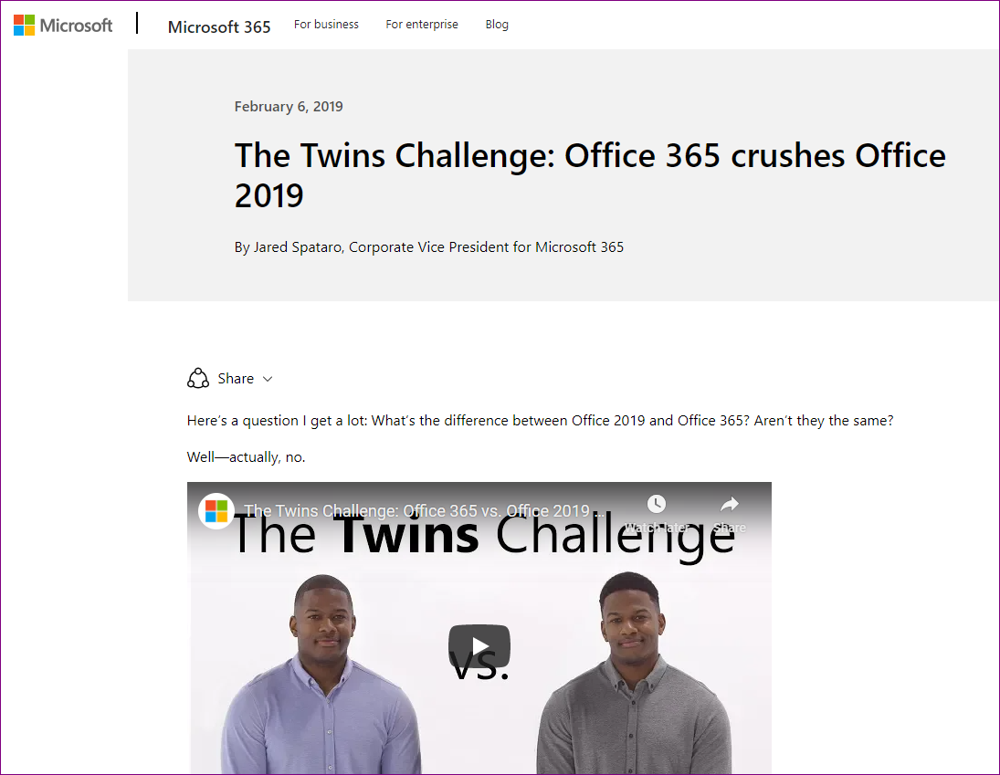 Microsoft
Microsoft 365
For business
For enterprise
Blog
February 6, 2019
The Twins Challenge: Office 365 crushes Office
2019
By Jared Spataro, Corporate Vice President for Microsoft 365
Share
Here's a question I get a lot: What's the difference between Office 2019 and Office 365? Aren't they the same?
Well—actually, no.
The Twins Challenge: Office 365 vs. Office 2019 ...
Watch later
Share
The Twins Challenge
vs.